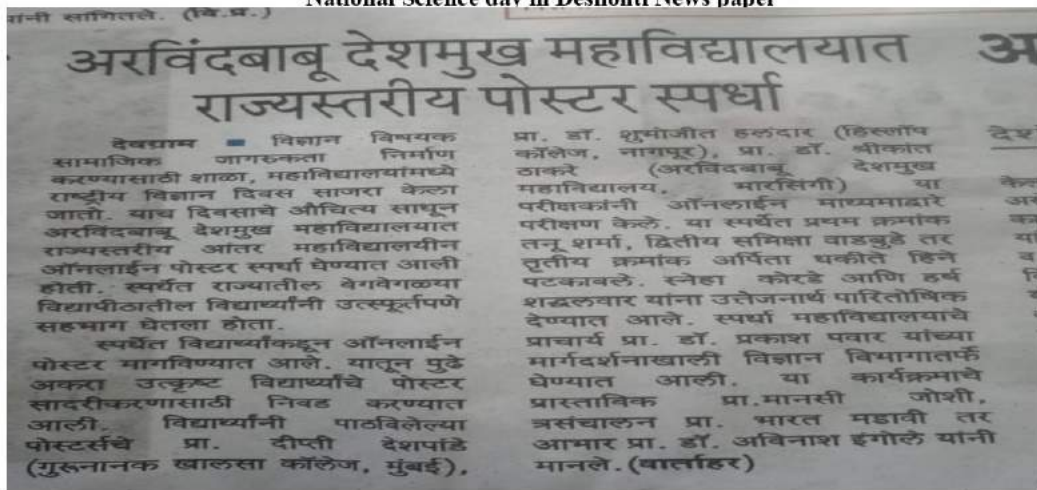 National Science day in Deshonti News paper
यांनी सांगितले. (वि.प्र.)
अरविंदबाबू देशमुख महाविद्यालयात
राज्यस्तरीय पोस्टर स्पर्धा
अ
देवग्राम विज्ञान विषयक
सामाजिक जागरुकता निर्माण
करण्यासाठी शाळा, महाविद्यालयांमध्ये
राष्ट्रीय विज्ञान दिवस साजरा केला
जातो. याच दिवसाचे औचित्य साधून
अरविंदबाबू देशमुख महाविद्यालयात
राज्यस्तरीय आंतर महाविद्यालयीन
ऑनलाईन पोस्टर स्पर्धा घेण्यात आली
होती. स्पर्धेत राज्यातील वेगवेगळया
विद्यापीठातील विद्यार्थ्यांनी उत्स्फूर्तपणे
सहभाग घेतला होता.
स्पर्धेत विद्यार्थ्यांकडून ऑनलाईन
पोस्टर मागविण्यात आले. यातून पुढे
अकरा उत्कृष्ट विद्यार्थ्यांचे पोस्टर
सादरीकरणासाठी निवड करण्यात
आली. विद्यार्थ्यांनी पाठविलेल्या
पोस्टर्सचे प्रा. दीप्ती देशपांडे
(गुरूनानक खालसा कॉलेज, मुंबई),
प्रा. डॉ. शुभोजीत हलदार (हिस्लॉप
कॉलेज, नागपूर), प्रा. डॉ. श्रीकांत
ठाकरे (अरविंदबाबू देशमुख
महाविद्यालय, भारसिंगी) या
परीक्षकांनी ऑनलाईन माध्यमाद्वारे
परीक्षण केले. या स्पर्धेत प्रथम क्रमांक
तनू शर्मा, द्वितीय समिक्षा वाडबुडे तर
तृतीय क्रमांक अर्पिता थकीते हिने
पटकावले. स्नेहा कोरडे आणि हर्ष
शद्धलवार यांना उत्तेजनार्थ पारितोषिक
देण्यात आले. स्पर्धा महाविद्यालयाचे
प्राचार्य प्रा. डॉ. प्रकाश पवार यांच्या
मार्गदर्शनाखाली विज्ञान विभागातर्फे
घेण्यात आली. या कार्यक्रमाचे
प्रास्ताविक प्रा.मानसी जोशी,
त्रसंचालन प्रा. भारत मडावी तर
आभार प्रा. डॉ. अविनाश इंगोले यांनी
मानले. (वार्ताहर)